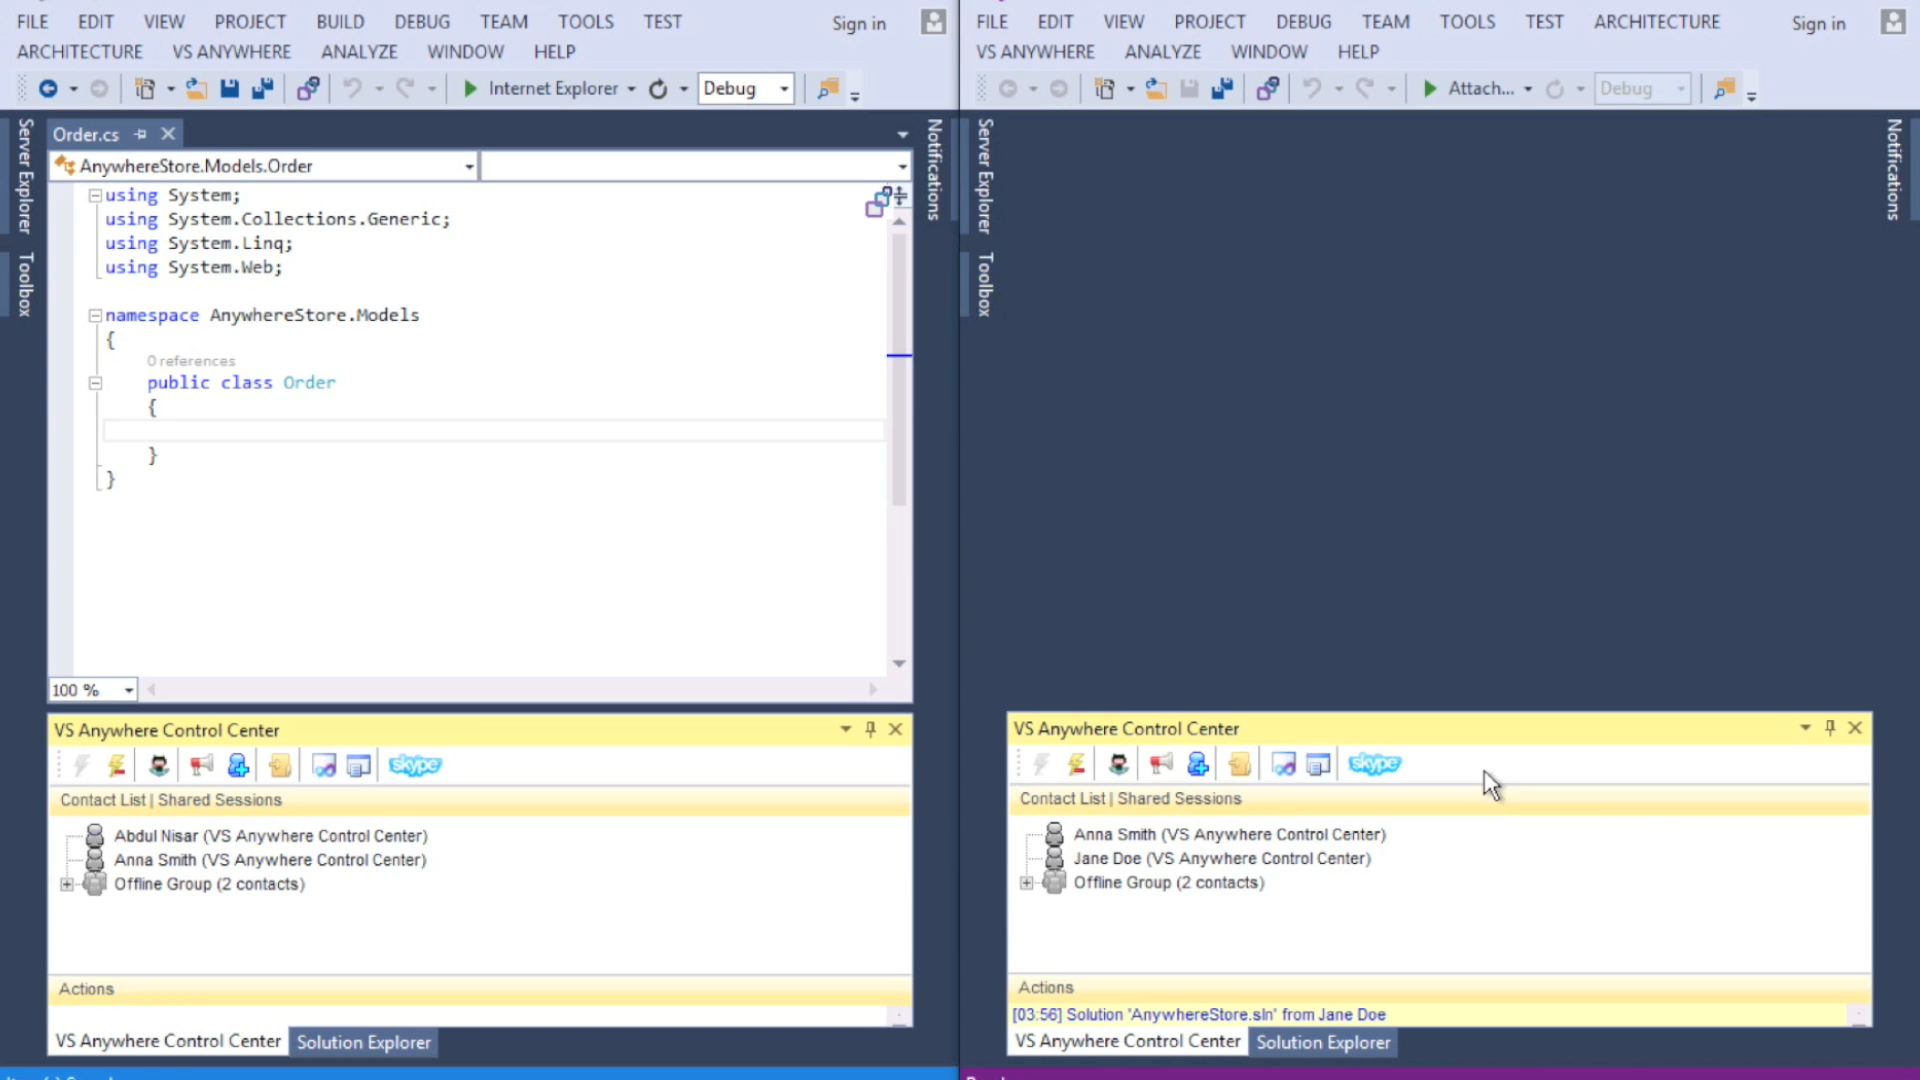 FILE EDIT VIEW PROJECT BUILD DEBUG TEAM TOOLS TEST Sign in
ARCHITECTURE VS ANYWHERE ANALYZE WINDOW HELP
Internet Explorer Debug
Server Explorer
Toolbox
Order.cs
Notifications
AnywhereStore.Models.Order
using System;
using System.Collections.Generic;
using System.Linq;
using System.Web;
namespace AnywhereStore.Models
{
0 references
public class Order
{
}
}
100 %
VS Anywhere Control Center
skype
Contact List | Shared Sessions
Abdul Nisar (VS Anywhere Control Center)
Anna Smith (VS Anywhere Control Center)
Offline Group (2 contacts)
Actions
VS Anywhere Control Center Solution Explorer
FILE EDIT VIEW PROJECT DEBUG TEAM TOOLS TEST ARCHITECTURE Sign in
VS ANYWHERE ANALYZE WINDOW HELP
Attach... Debug
Server Explorer
Toolbox
Notifications
VS Anywhere Control Center
skype
Contact List | Shared Sessions
Anna Smith (VS Anywhere Control Center)
Jane Doe (VS Anywhere Control Center)
Offline Group (2 contacts)
Actions
[03:56] Solution 'AnywhereStore.sln' from Jane Doe
VS Anywhere Control Center Solution Explorer